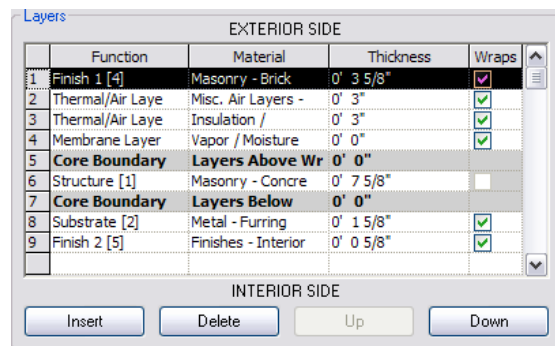 Layers
EXTERIOR SIDE
Function Material Thickness Wraps
1 Finish 1 [4] Masonry - Brick 0' 3 5/8"
2 Thermal/Air Laye Misc. Air Layers - 0' 3"
3 Thermal/Air Laye Insulation / 0' 3"
4 Membrane Layer Vapor / Moisture 0' 0"
5 Core Boundary Layers Above Wr 0' 0"
6 Structure [1] Masonry - Concre 0' 7 5/8"
7 Core Boundary Layers Below 0' 0"
8 Substrate [2] Metal - Furring 0' 1 5/8"
9 Finish 2 [5] Finishes - Interior 0' 0 5/8"
INTERIOR SIDE
Insert Delete Up Down